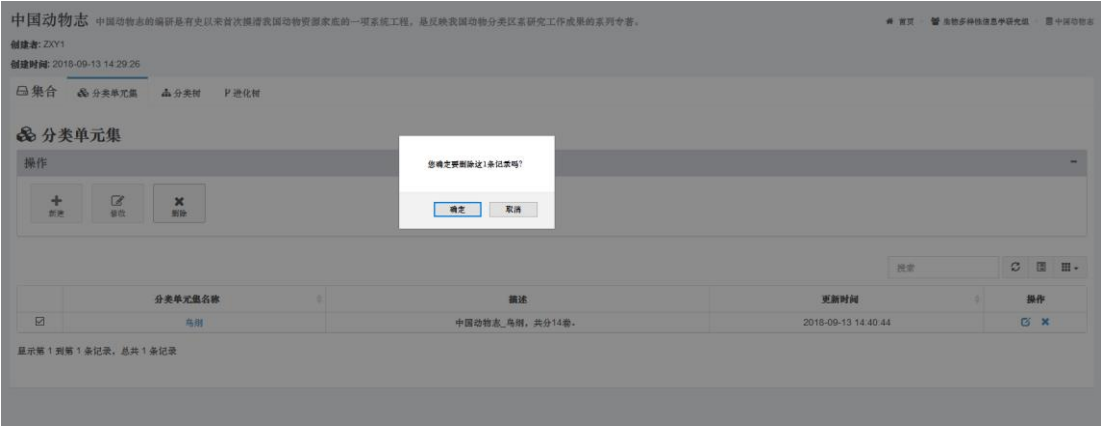 中国动物志 中国动物志的编研是有史以来首次摸清我国动物资源家底的一项系统工程，是反映我国动物分类区系研究工作成果的系列专著。
首页 生物多样性信息学研究组 中国动物志
创建者: ZXY1
创建时间: 2018-09-13 14:29:26
集合 分类单元集 分类树 进化树
分类单元集
操作
您确定要删除这1条记录吗?
新建 修改 删除
确定 取消
搜索
分类单元集名称 描述 更新时间 操作
鸟纲 中国动物志_鸟纲，共分14卷。 2018-09-13 14:40:44
显示第 1 到第 1 条记录，总共 1 条记录